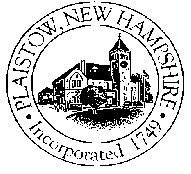 PLAISTOW, NEW HAMPSHIRE
• Incorporated 1749 •